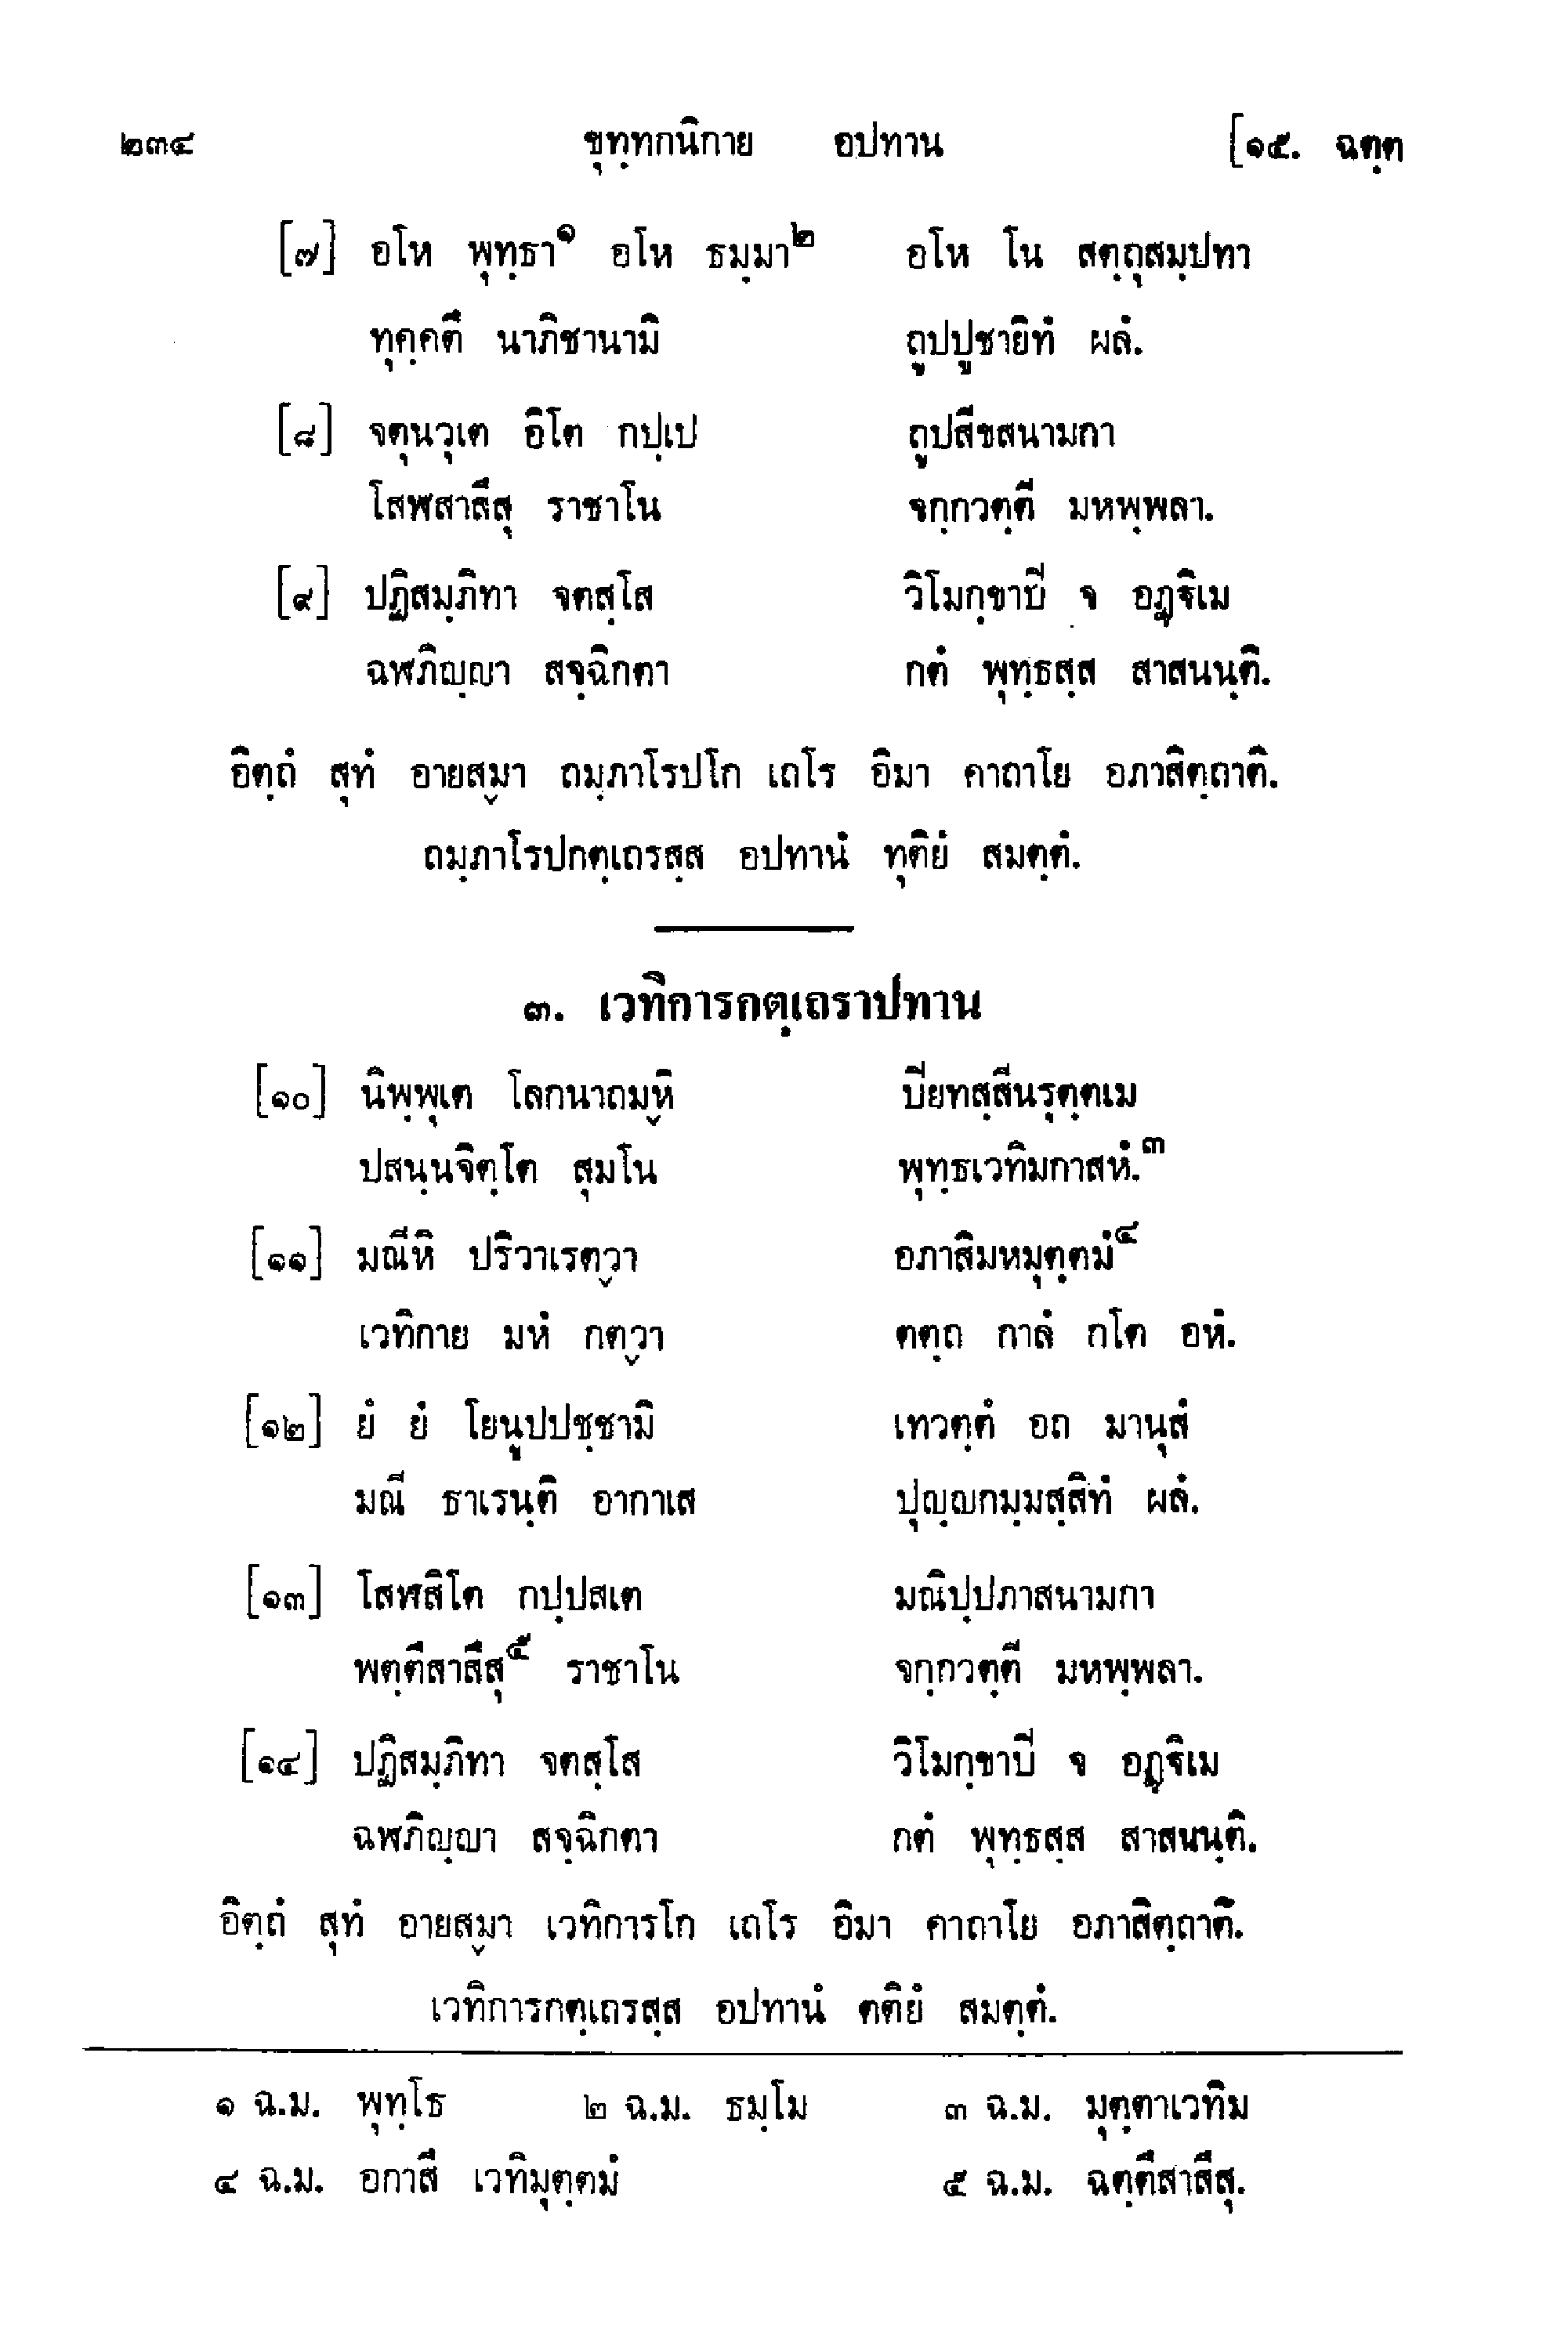 ๒๓๔ ขุทฺทกนิกาย อปทาน [๑๕. ฉตฺต
[๗] อโห พุทฺธา๑ อโห ธมฺมา๒ อโห โน สตฺถุสมฺปทา
ทุคฺคตึ นาภิชานามิ ถูปปูชายิทํ ผลํ.
[๘] จตุนวุเต อิโต กปฺเป ถูปสีขสนามกา
โสฬสาสึสุ ราชาโน จกฺกวตฺตี มหพฺพลา.
[๙] ปฏิสมฺภิทา จตสฺโส วิโมกฺขาปิ จ อฏฺฐิเม
ฉฬภิญฺญา สจฺฉิกตา กตํ พุทฺธสฺส สาสนนฺติ.
อิตฺถํ สุทํ อายสฺมา ถมฺภาโรปโก เถโร อิมา คาถาโย อภาสิตฺถาติ.
ถมฺภาโรปกตฺเถรสฺส อปทานํ ทุติยํ สมตฺตํ.
๓. เวทิการกตฺเถราปทาน
[๑๐] นิพฺพุเต โลกนาถมฺหิ ปิยทสฺสีนรุตฺตเม
ปสนฺนจิตฺโต สุมโน พุทฺธเวทิมกาสหํ.๓
[๑๑] มณีหิ ปริวาเรตฺวา อภาสิมหมุตฺตมํ๔
เวทิกาย มหํ กตฺวา ตตฺถ กาลํ กโต อหํ.
[๑๒] ยํ ยํ โยนูปปชฺชามิ เทวตฺตํ อถ มานุสํ
มณี ธาเรนฺติ อากาเส ปุญฺญกมฺมสฺสิทํ ผลํ.
[๑๓] โสฬสิโต กปฺปสเต มณิปฺปภาสนามกา
พตฺตึสาสึสุ๕ ราชาโน จกฺกวตฺตี มหพฺพลา.
[๑๔] ปฏิสมฺภิทา จตสฺโส วิโมกฺขาปิ จ อฏฺฐิเม
ฉฬภิญฺญา สจฺฉิกตา กตํ พุทฺธสฺส สาสนนฺติ.
อิตฺถํ สุทํ อายสฺมา เวทิการโก เถโร อิมา คาถาโย อภาสิตฺถาติ.
เวทิการกตฺเถรสฺส อปทานํ ตติยํ สมตฺตํ.
๑ ฉ.ม. พุทฺโธ ๒ ฉ.ม. ธมฺโม ๓ ฉ.ม. มุตฺตาเวทิม
๔ ฉ.ม. อกาสี เวทิมุตฺตมํ ๕ ฉ.ม. ฉตฺตึสาสึสุ.